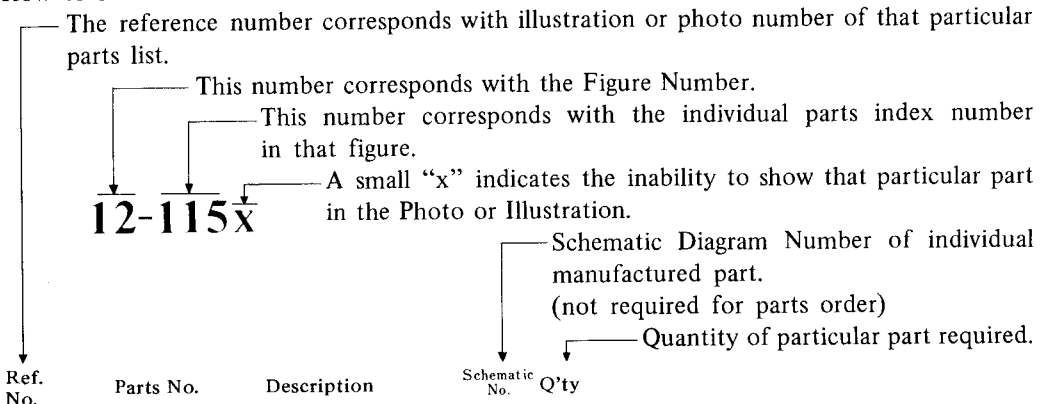 The reference number corresponds with illustration or photo number of that particular
parts list.
This number corresponds with the Figure Number.
This number corresponds with the individual parts index number
in that figure.
A small “x” indicates the inability to show that particular part
in the Photo or Illustration.
12-115x
Schematic Diagram Number of individual
manufactured part.
(not required for parts order)
Quantity of particular part required.
Ref. Parts No. Description Schematic Q'ty
No. No.